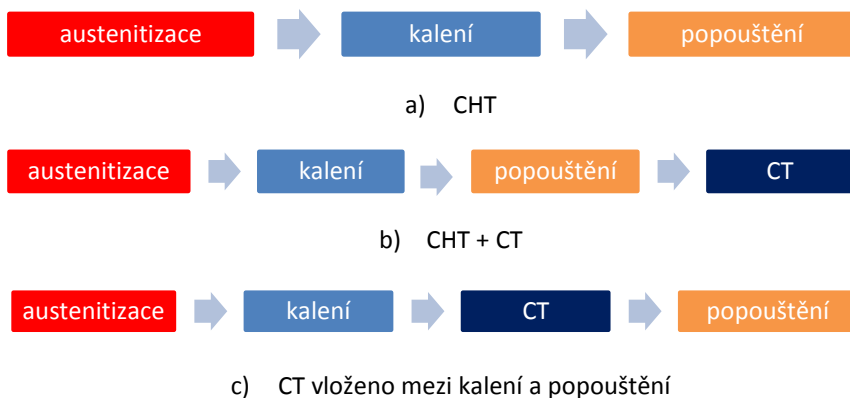 austenitizace kalení popouštění
a) CHT
austenitizace kalení popouštění CT
b) CHT + CT
austenitizace kalení CT popouštění
c) CT vloženo mezi kalení a popouštění